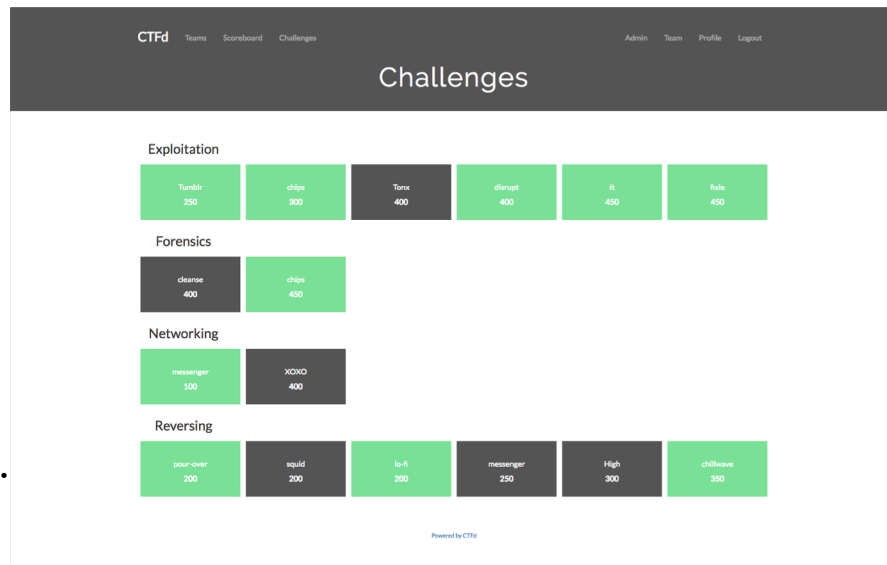 CTFd Teams Scoreboard Challenges Admin Team Profile Logout
Challenges
Exploitation
Tumblr chips Tonx disrupt it fixie
250 300 400 400 450 450
Forensics
cleanse chips
400 450
Networking
messenger XOXO
100 400
Reversing
pour-over squid lo-fi messenger High chillwave
200 200 200 250 300 350
Powered by CTFd